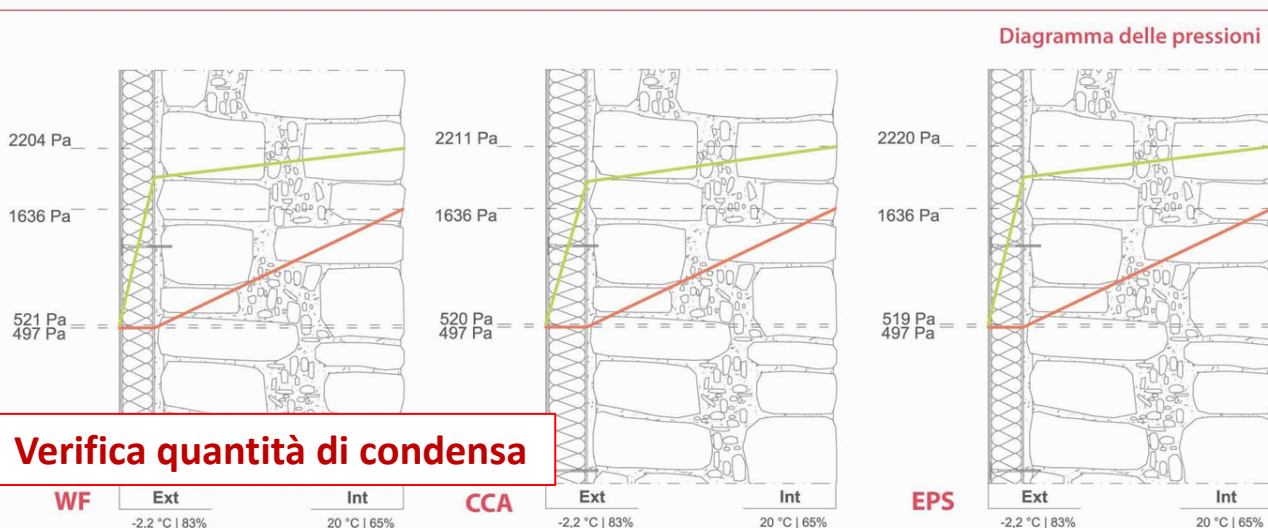 Diagramma delle pressioni
2204 Pa
1636 Pa
521 Pa
497 Pa
2211 Pa
1636 Pa
520 Pa
497 Pa
2220 Pa
1636 Pa
519 Pa
497 Pa
Verifica quantità di condensa
WF
Ext
Int
-2,2 °C | 83%
20 °C | 65%
CCA
Ext
Int
-2,2 °C | 83%
20 °C | 65%
EPS
Ext
Int
-2,2 °C | 83%
20 °C | 65%